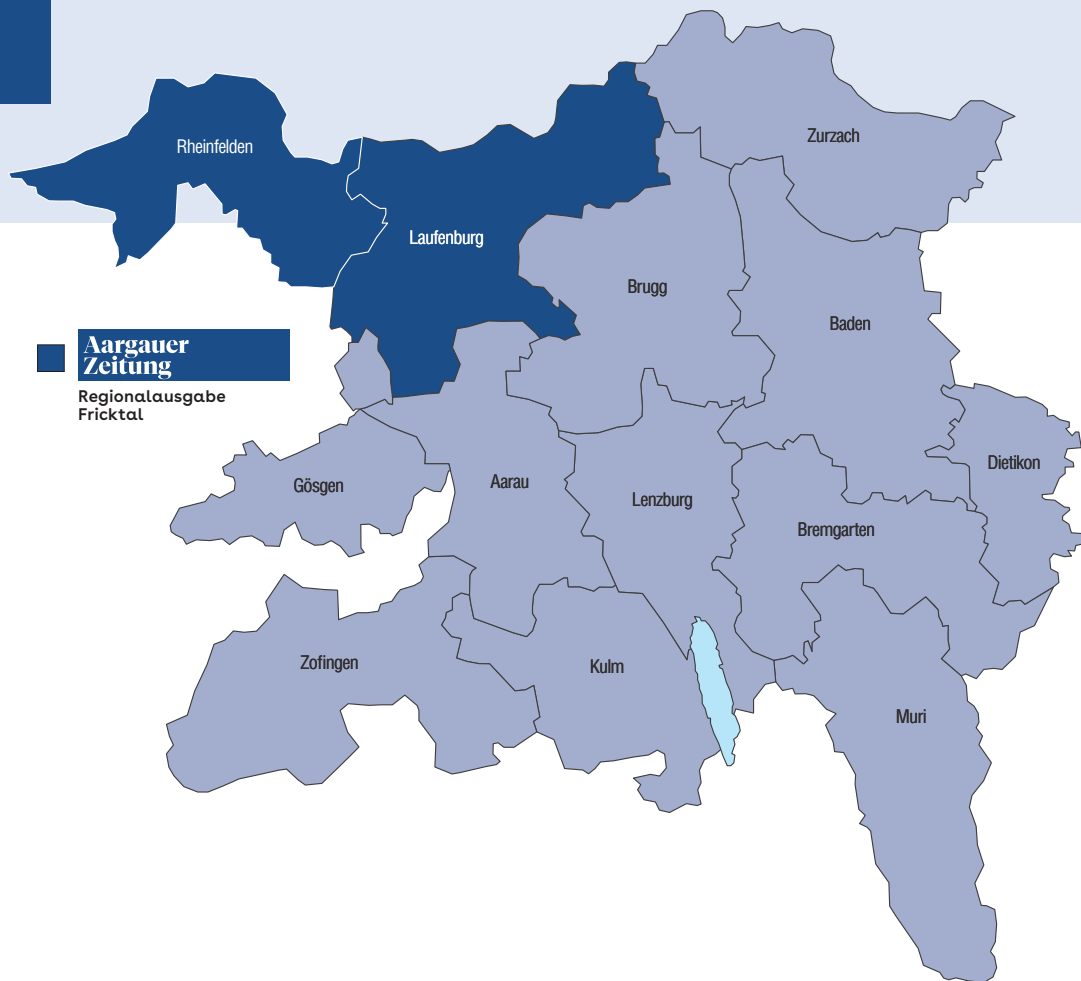 Zurzach
Rheinfelden
Laufenburg
Brugg
Baden
Aargauer
Zeitung
Regionalausgabe
Fricktal
Dietikon
Gösgen
Aarau
Lenzburg
Bremgarten
Zofingen
Kulm
Muri